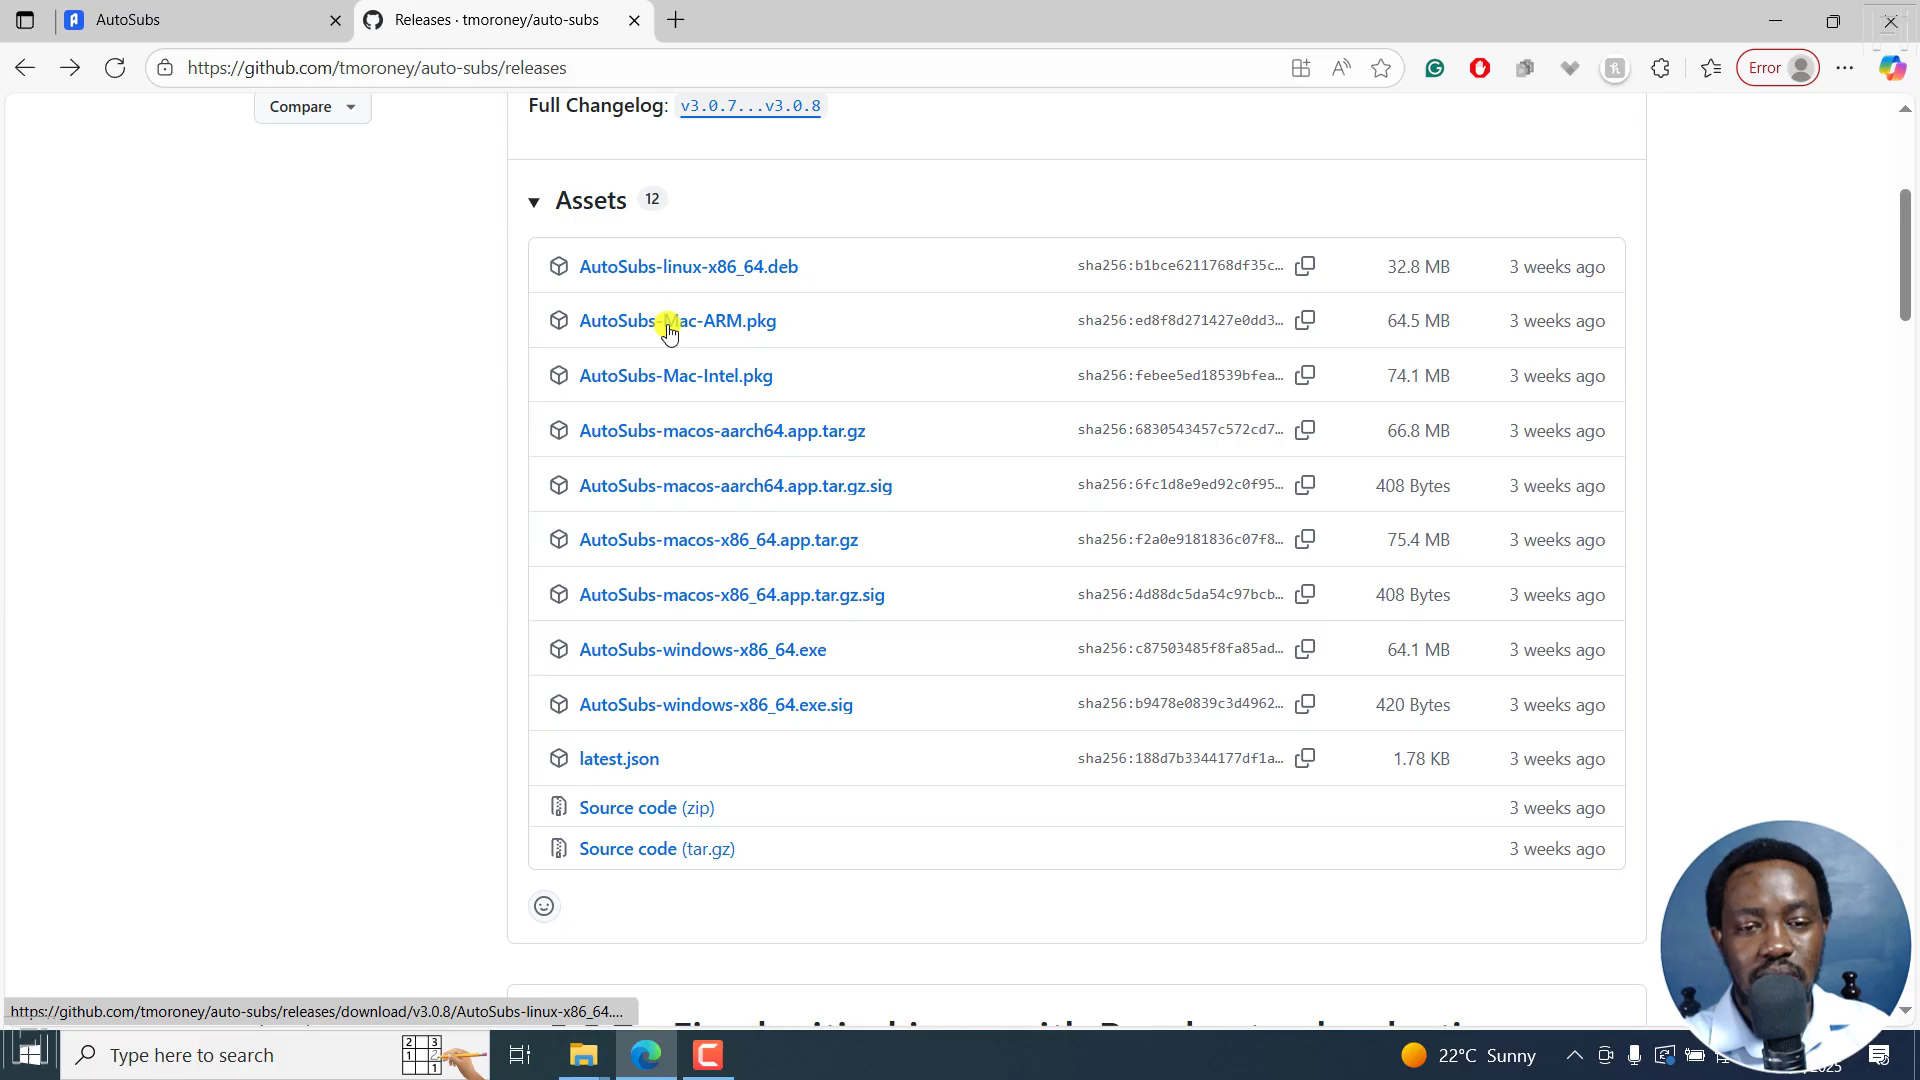 AutoSubs
Releases · tmoroney/auto-subs
https://github.com/tmoroney/auto-subs/releases
Error
Compare
Full Changelog: v3.0.7...v3.0.8
Assets 12
AutoSubs-linux-x86_64.deb sha256:b1bce6211768df35c... 32.8 MB 3 weeks ago
AutoSubs-Mac-ARM.pkg sha256:ed8f8d271427e0dd3... 64.5 MB 3 weeks ago
AutoSubs-Mac-Intel.pkg sha256:febee5ed18539bfea... 74.1 MB 3 weeks ago
AutoSubs-macos-aarch64.app.tar.gz sha256:6830543457c572cd7... 66.8 MB 3 weeks ago
AutoSubs-macos-aarch64.app.tar.gz.sig sha256:6fc1d8e9ed92c0f95... 408 Bytes 3 weeks ago
AutoSubs-macos-x86_64.app.tar.gz sha256:f2a0e9181836c07f8... 75.4 MB 3 weeks ago
AutoSubs-macos-x86_64.app.tar.gz.sig sha256:4d88dc5da54c97bcb... 408 Bytes 3 weeks ago
AutoSubs-windows-x86_64.exe sha256:c87503485f8fa85ad... 64.1 MB 3 weeks ago
AutoSubs-windows-x86_64.exe.sig sha256:b9478e0839c3d4962... 420 Bytes 3 weeks ago
latest.json sha256:188d7b3344177df1a... 1.78 KB 3 weeks ago
Source code (zip) 3 weeks ago
Source code (tar.gz) 3 weeks ago
https://github.com/tmoroney/auto-subs/releases/download/v3.0.8/AutoSubs-linux-x86_64....
Type here to search
22°C Sunny